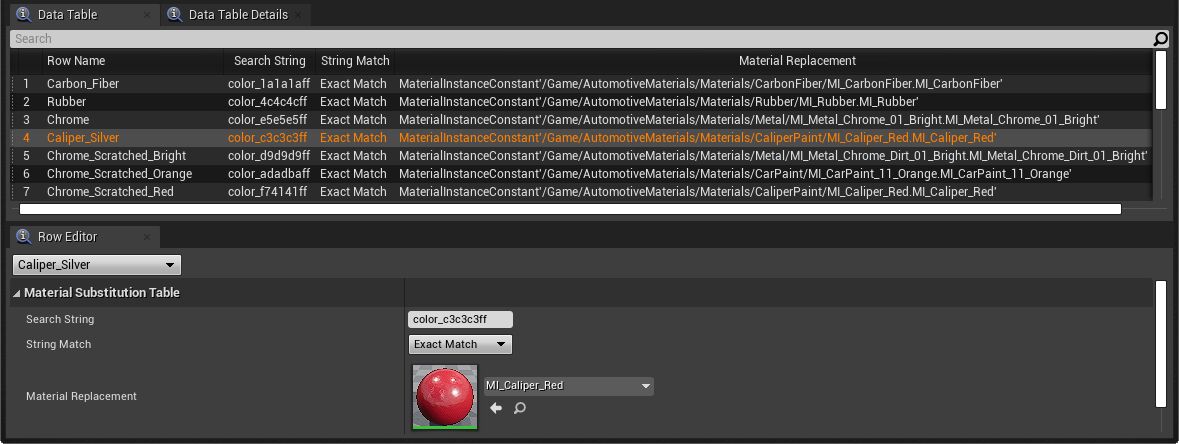 Data Table
Data Table Details
Search
Row Name Search String String Match Material Replacement
1 Carbon_Fiber color_1a1a1aff Exact Match MaterialInstanceConstant'/Game/AutomotiveMaterials/Materials/CarbonFiber/MI_CarbonFiber.MI_CarbonFiber'
2 Rubber color_4c4c4cff Exact Match MaterialInstanceConstant'/Game/AutomotiveMaterials/Materials/Rubber/MI_Rubber.MI_Rubber'
3 Chrome color_e5e5e5ff Exact Match MaterialInstanceConstant'/Game/AutomotiveMaterials/Materials/Metal/MI_Metal_Chrome_01_Bright.MI_Metal_Chrome_01_Bright'
4 Caliper_Silver color_c3c3c3ff Exact Match MaterialInstanceConstant'/Game/AutomotiveMaterials/Materials/CaliperPaint/MI_Caliper_Red.MI_Caliper_Red'
5 Chrome_Scratched_Bright color_d9d9d9ff Exact Match MaterialInstanceConstant'/Game/AutomotiveMaterials/Materials/Metal/MI_Metal_Chrome_Dirt_01_Bright.MI_Metal_Chrome_Dirt_01_Bright'
6 Chrome_Scratched_Orange color_adadbaff Exact Match MaterialInstanceConstant'/Game/AutomotiveMaterials/Materials/CarPaint/MI_CarPaint_11_Orange.MI_CarPaint_11_Orange'
7 Chrome_Scratched_Red color_f74141ff Exact Match MaterialInstanceConstant'/Game/AutomotiveMaterials/Materials/CaliperPaint/MI_Caliper_Red.MI_Caliper_Red'
Row Editor
Caliper_Silver
Material Substitution Table
Search String color_c3c3c3ff
String Match Exact Match
Material Replacement MI_Caliper_Red